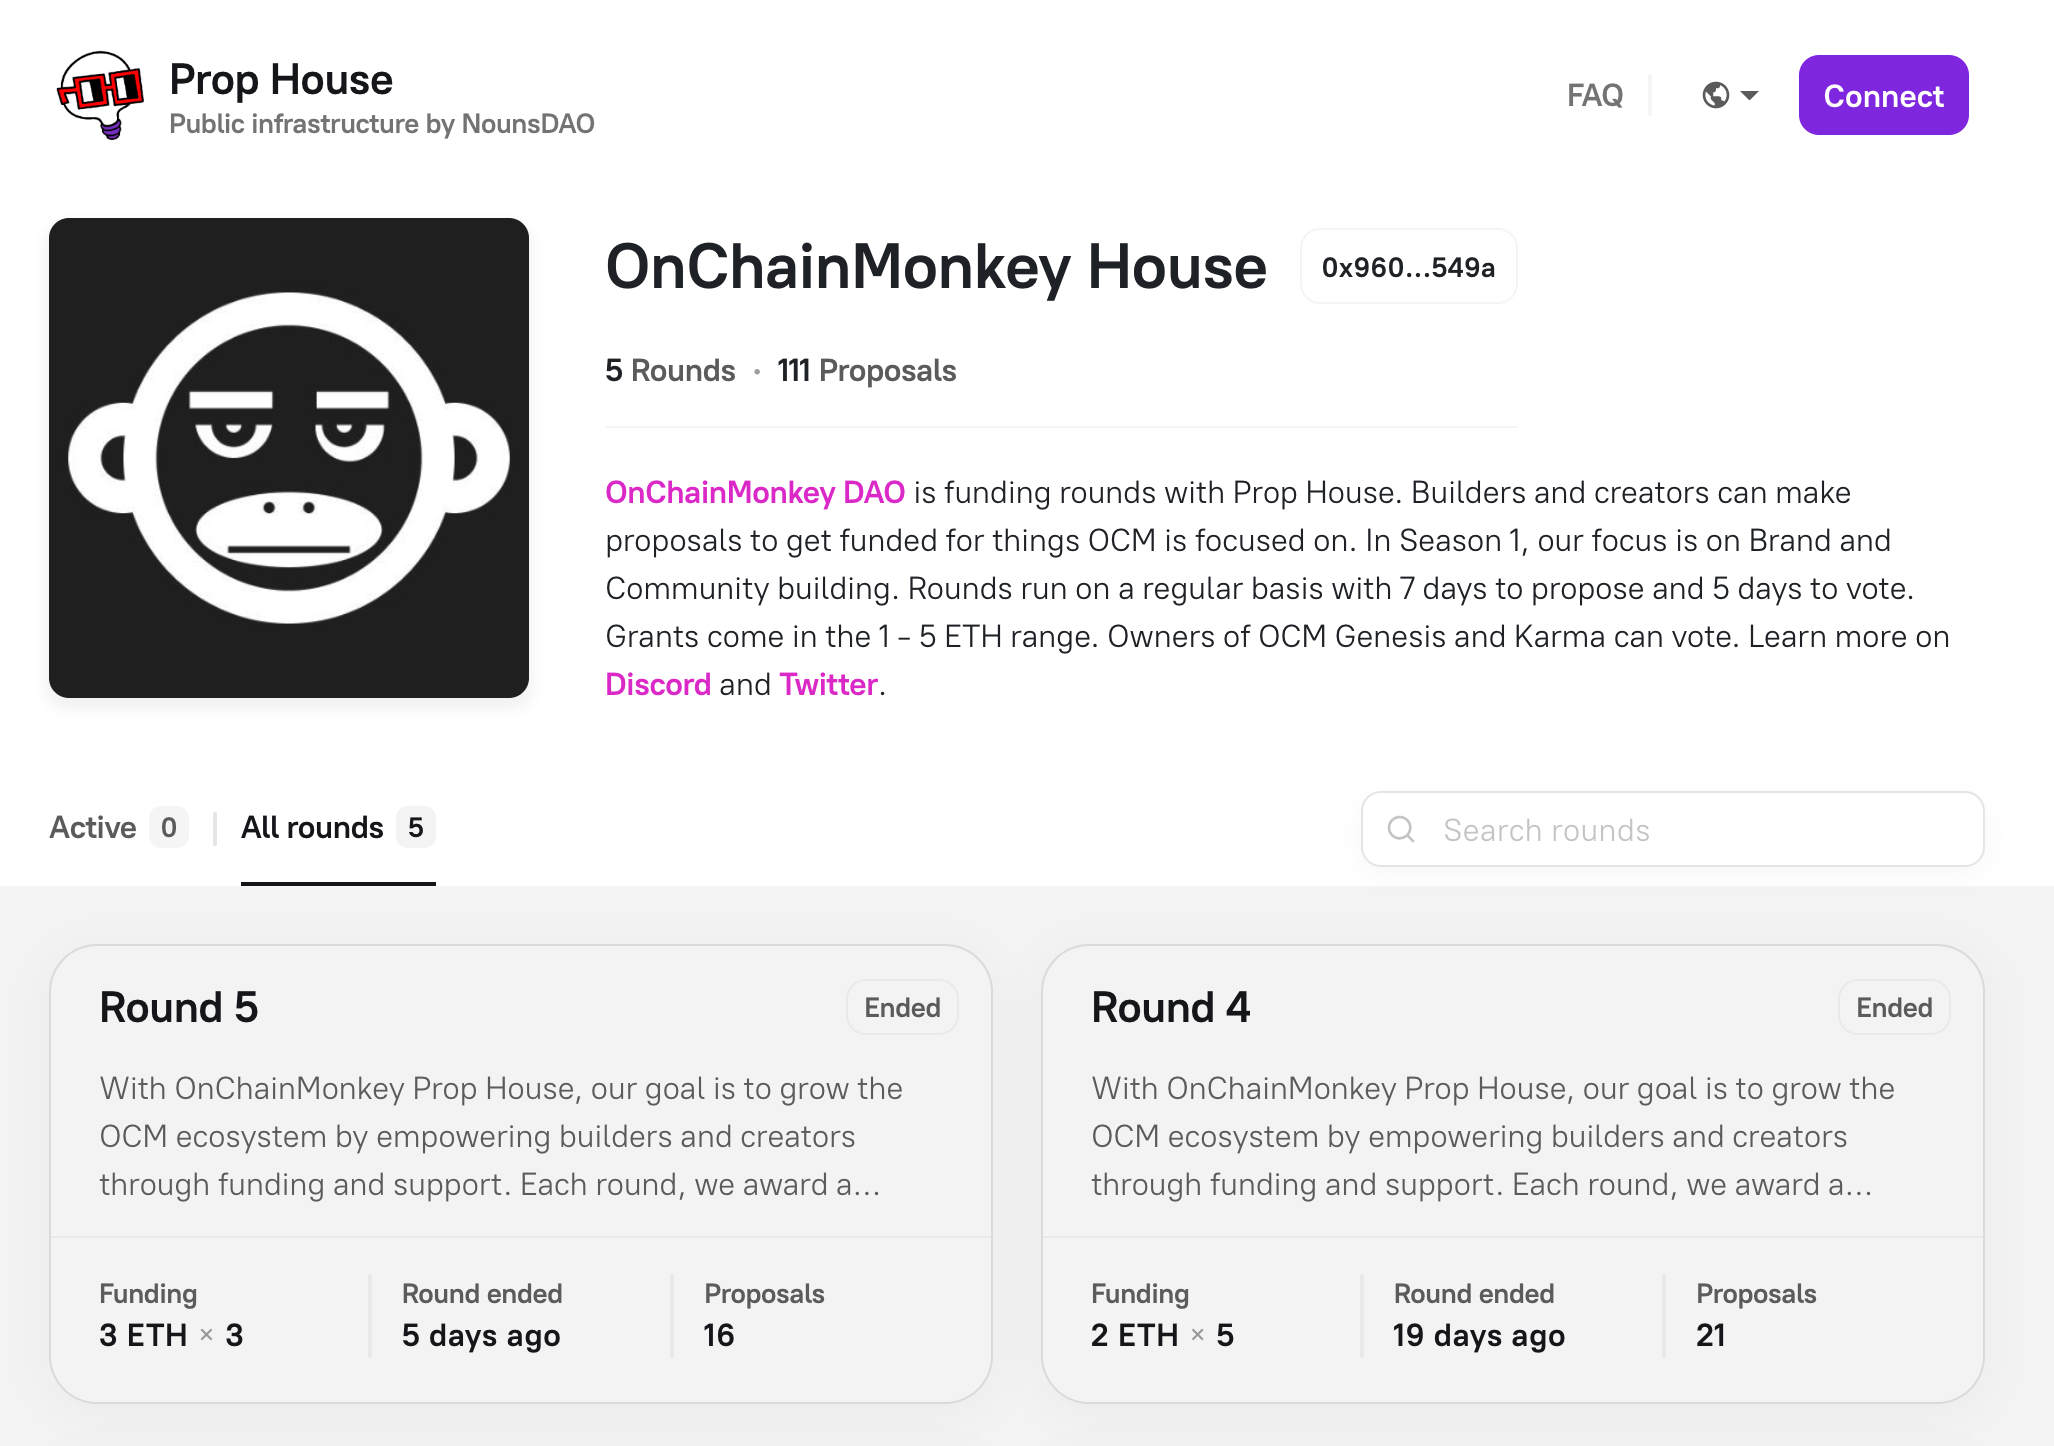 Prop House
Public infrastructure by NounsDAO
FAQ
Connect
OnChainMonkey House
0x960...549a
5 Rounds · 111 Proposals
OnChainMonkey DAO is funding rounds with Prop House. Builders and creators can make
proposals to get funded for things OCM is focused on. In Season 1, our focus is on Brand and
Community building. Rounds run on a regular basis with 7 days to propose and 5 days to vote.
Grants come in the 1 - 5 ETH range. Owners of OCM Genesis and Karma can vote. Learn more on
Discord and Twitter.
Active 0
All rounds 5
Search rounds
Round 5
Ended
With OnChainMonkey Prop House, our goal is to grow the
OCM ecosystem by empowering builders and creators
through funding and support. Each round, we award a...
Funding
3 ETH × 3
Round ended
5 days ago
Proposals
16
Round 4
Ended
With OnChainMonkey Prop House, our goal is to grow the
OCM ecosystem by empowering builders and creators
through funding and support. Each round, we award a...
Funding
2 ETH × 5
Round ended
19 days ago
Proposals
21